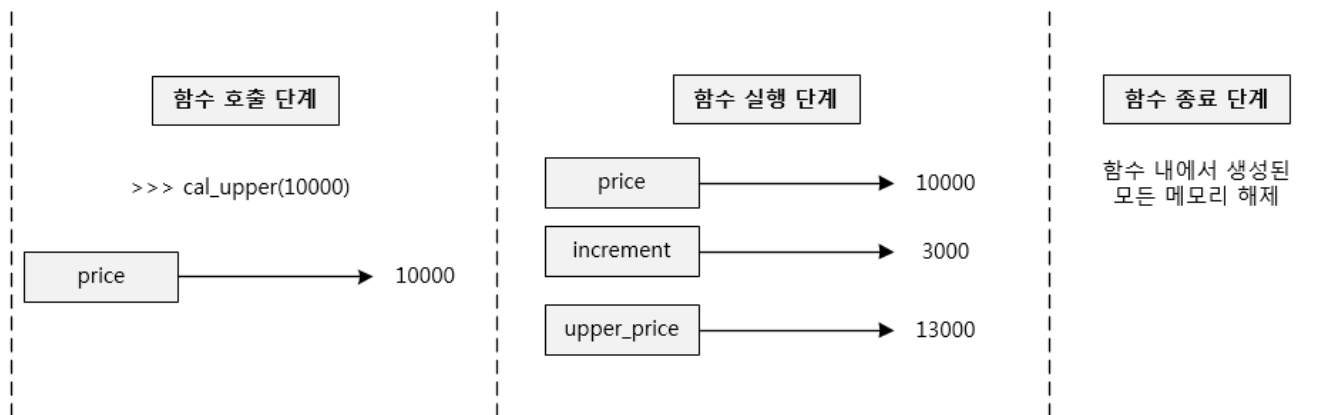 함수 호출 단계
>>> cal_upper(10000)
price
10000
함수 실행 단계
price
10000
increment
3000
upper_price
13000
함수 종료 단계
함수 내에서 생성된
모든 메모리 해제